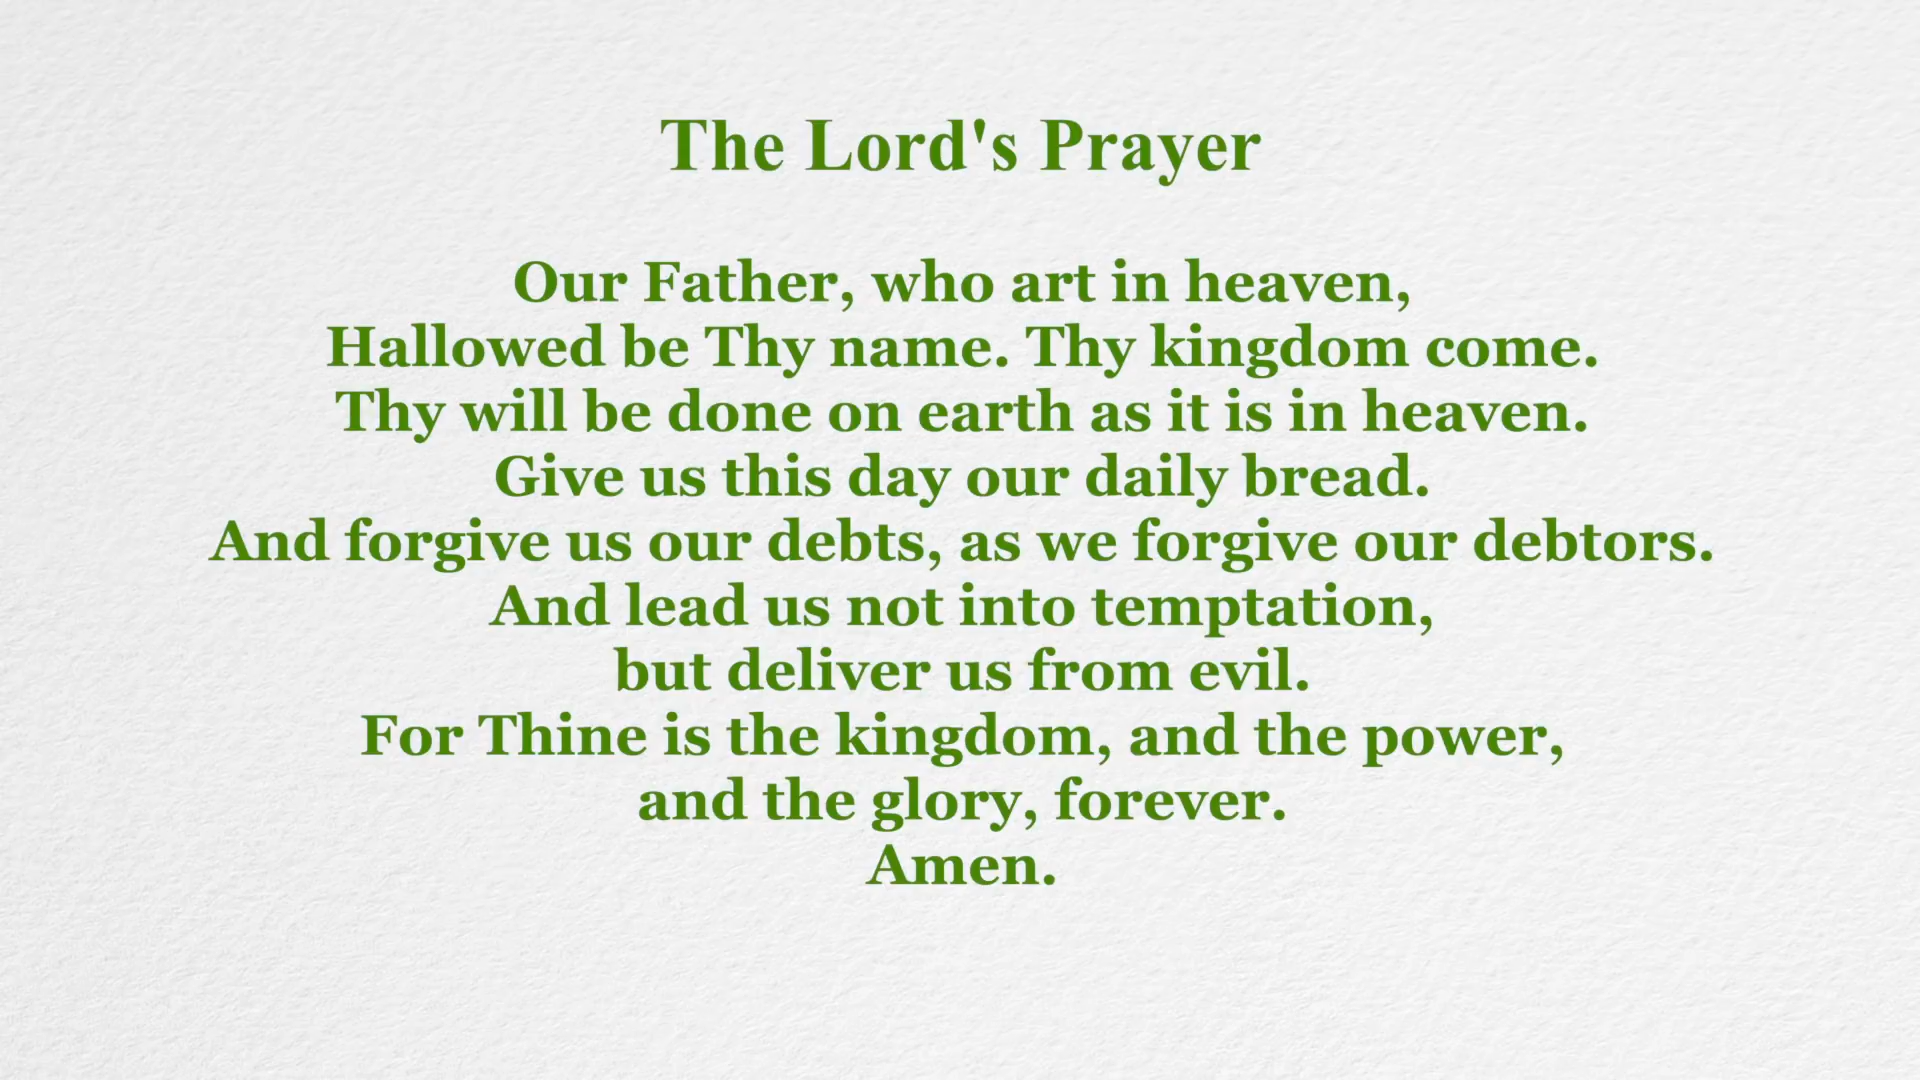 The Lord's Prayer
Our Father, who art in heaven,
Hallowed be Thy name. Thy kingdom come.
Thy will be done on earth as it is in heaven.
Give us this day our daily bread.
And forgive us our debts, as we forgive our debtors.
And lead us not into temptation,
but deliver us from evil.
For Thine is the kingdom, and the power,
and the glory, forever.
Amen.